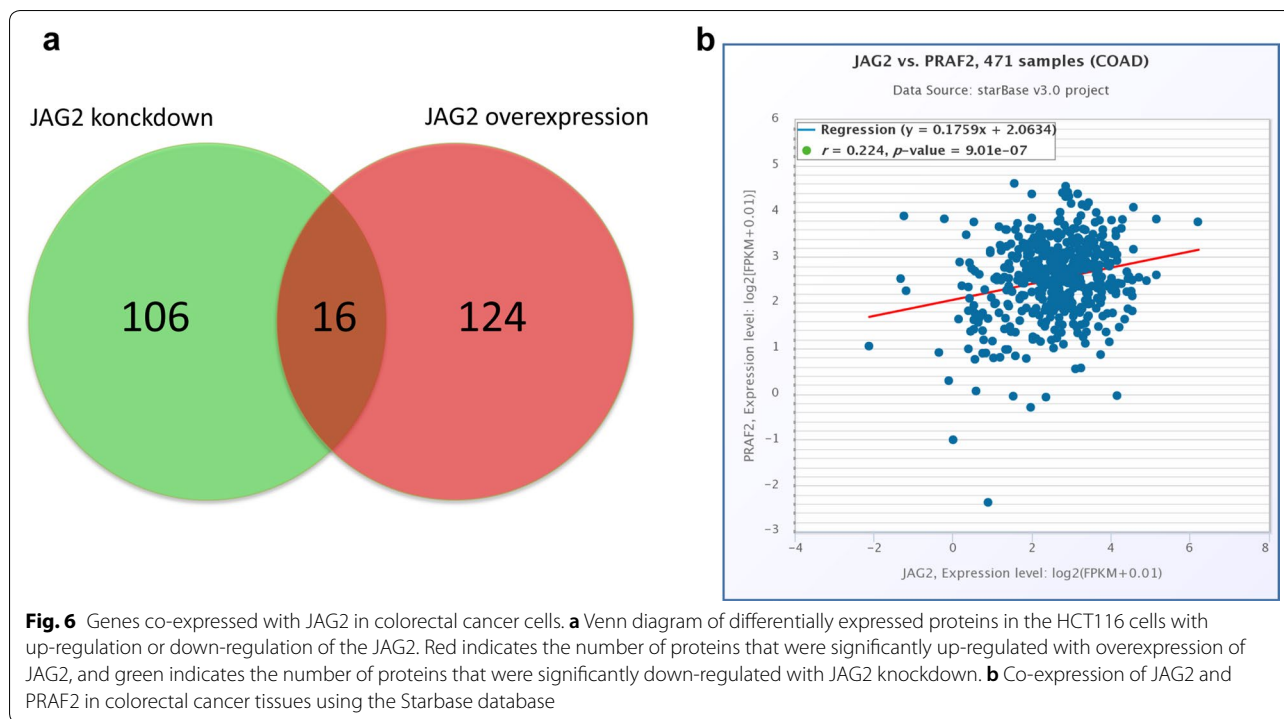 a
JAG2 konckdown
JAG2 overexpression
106
16
124
b
JAG2 vs. PRAF2, 471 samples (COAD)
Data Source: starBase v3.0 project
Regression (y = 0.1759x + 2.0634)
r = 0.224, p-value = 9.01e-07
PRAF2, Expression level: log2[FPKM+0.01)]
6
5
4
3
2
1
0
−1
−2
−3
−4
−2
0
2
4
6
8
JAG2, Expression level: log2(FPKM+0.01)
Fig. 6 Genes co-expressed with JAG2 in colorectal cancer cells. a Venn diagram of differentially expressed proteins in the HCT116 cells with
up-regulation or down-regulation of the JAG2. Red indicates the number of proteins that were significantly up-regulated with overexpression of
JAG2, and green indicates the number of proteins that were significantly down-regulated with JAG2 knockdown. b Co-expression of JAG2 and
PRAF2 in colorectal cancer tissues using the Starbase database